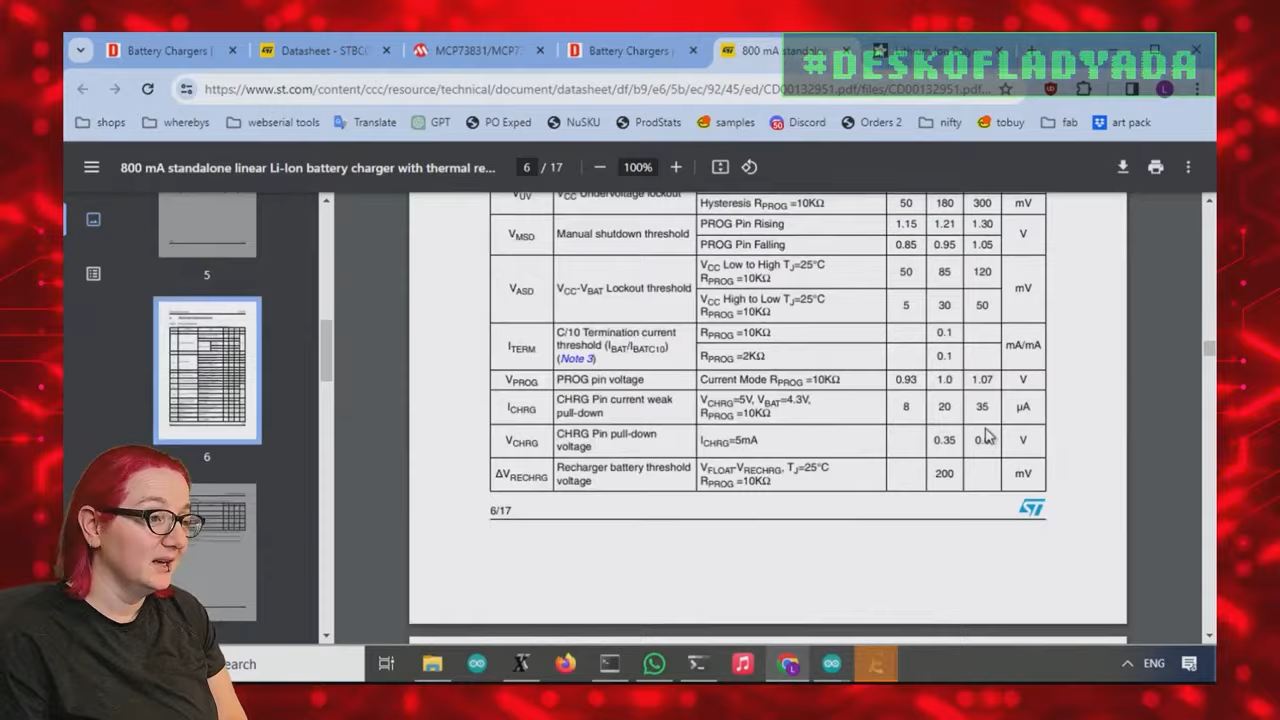 #DESKOFLADYADA
Battery Chargers |
Datasheet - STBC
MCP73831/MCP7
Battery Chargers
800 mA standal
Lithium Ion Poly
https://www.st.com/content/ccc/resource/technical/document/datasheet/df/b9/e6/5b/ec/92/45/ed/CD00132951.pdf/files/CD00132951.pdf...
shops
wherebys
webserial tools
Translate
GPT
PO Exped
NuSKU
ProdStats
samples
Discord
Orders 2
nifty
tobuy
fab
art pack
800 mA standalone linear Li-Ion battery charger with thermal re...
6 / 17
100%
5
6
VUV VCC Undervoltage lockout Hysteresis RPROG =10KΩ 50 180 300 mV
VMSD Manual shutdown threshold PROG Pin Rising 1.15 1.21 1.30 V
PROG Pin Falling 0.85 0.95 1.05
VASD VCC-VBAT Lockout threshold VCC Low to High TJ=25°C
RPROG =10KΩ 50 85 120 mV
VCC High to Low TJ=25°C
RPROG =10KΩ 5 30 50
ITERM C/10 Termination current
threshold (IBAT/IBATC10)
(Note 3)
RPROG =10KΩ 0.1 mA/mA
RPROG =2KΩ 0.1
VPROG PROG pin voltage Current Mode RPROG =10KΩ 0.93 1.0 1.07 V
ICHRG CHRG Pin current weak
pull-down
VCHRG=5V, VBAT=4.3V,
RPROG =10KΩ 8 20 35 µA
VCHRG CHRG Pin pull-down
voltage
ICHRG=5mA 0.35 V
ΔVRECHRG Recharger battery threshold
voltage
VFLOAT-VRECHRG, TJ=25°C
RPROG =10KΩ 200 mV
6/17
ST
earch
ENG